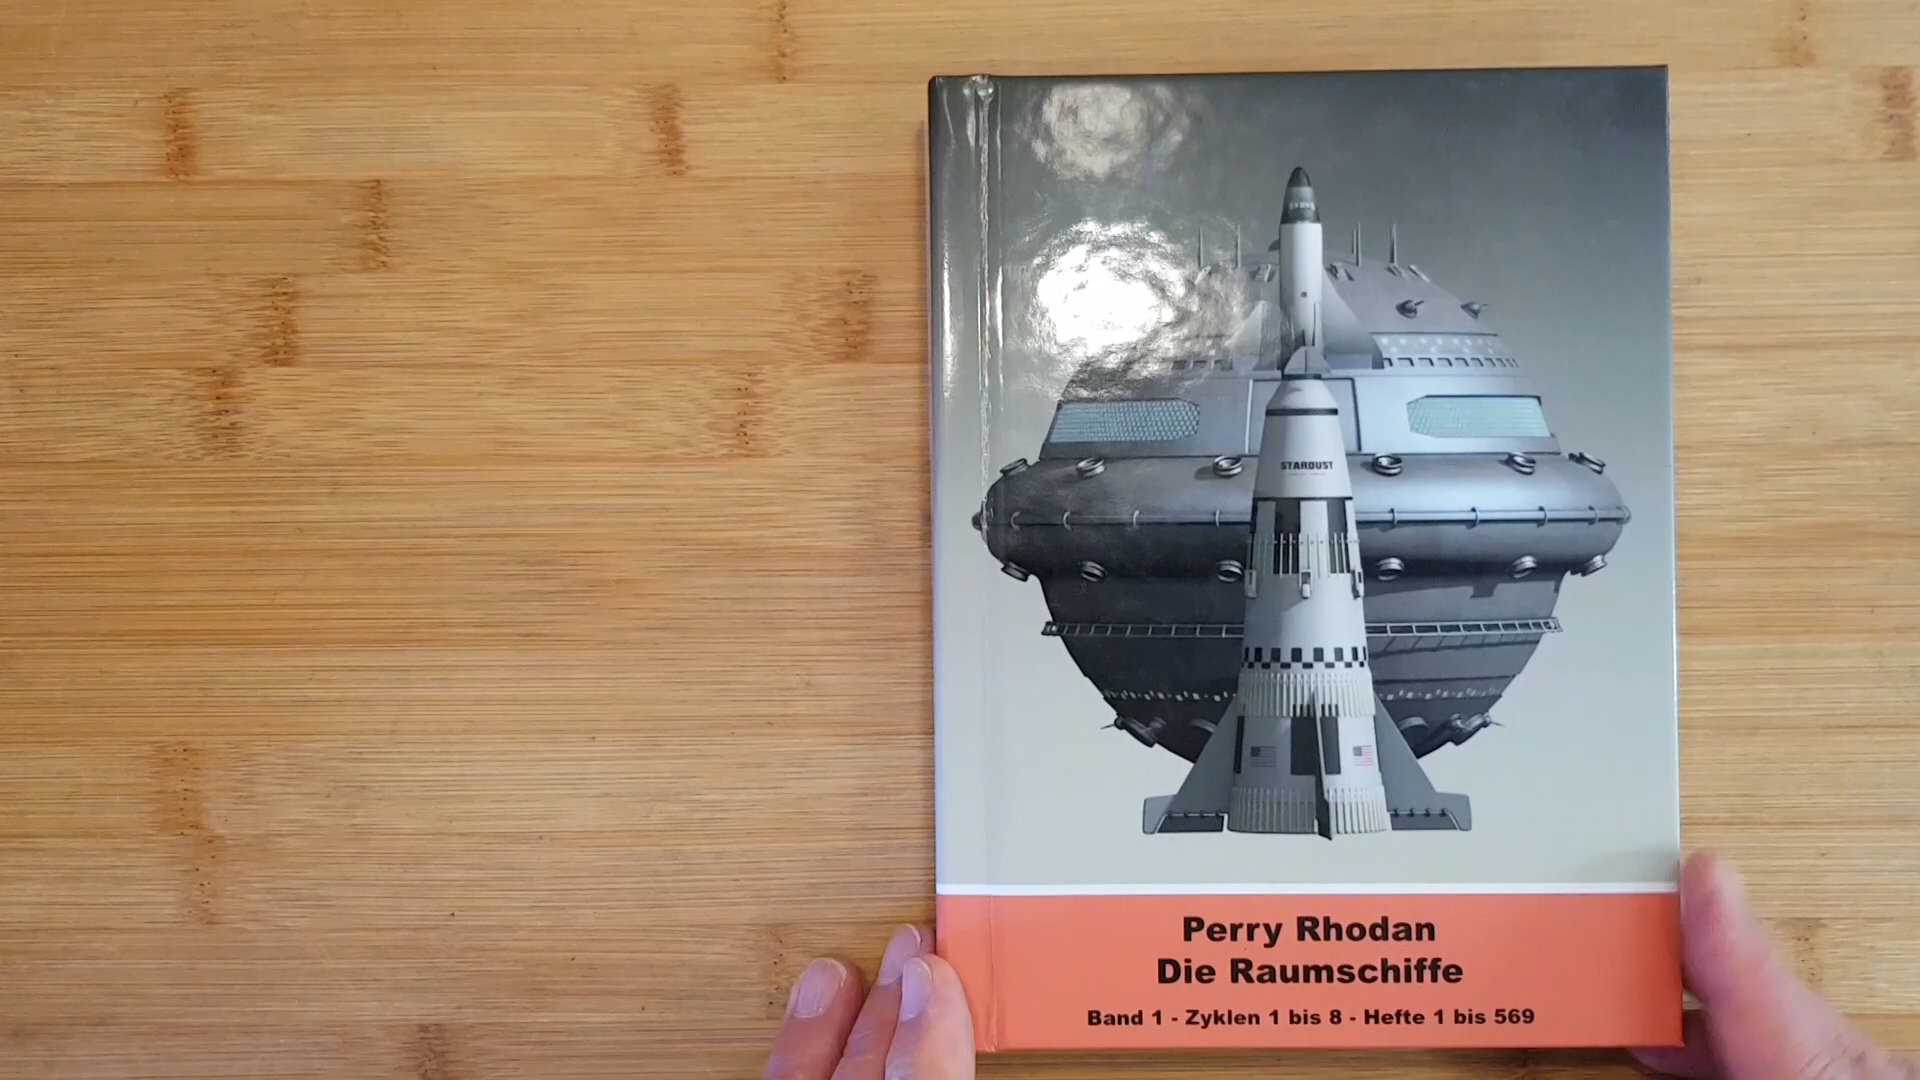 STARDUST
Perry Rhodan
Die Raumschiffe
Band 1 - Zyklen 1 bis 8 - Hefte 1 bis 569